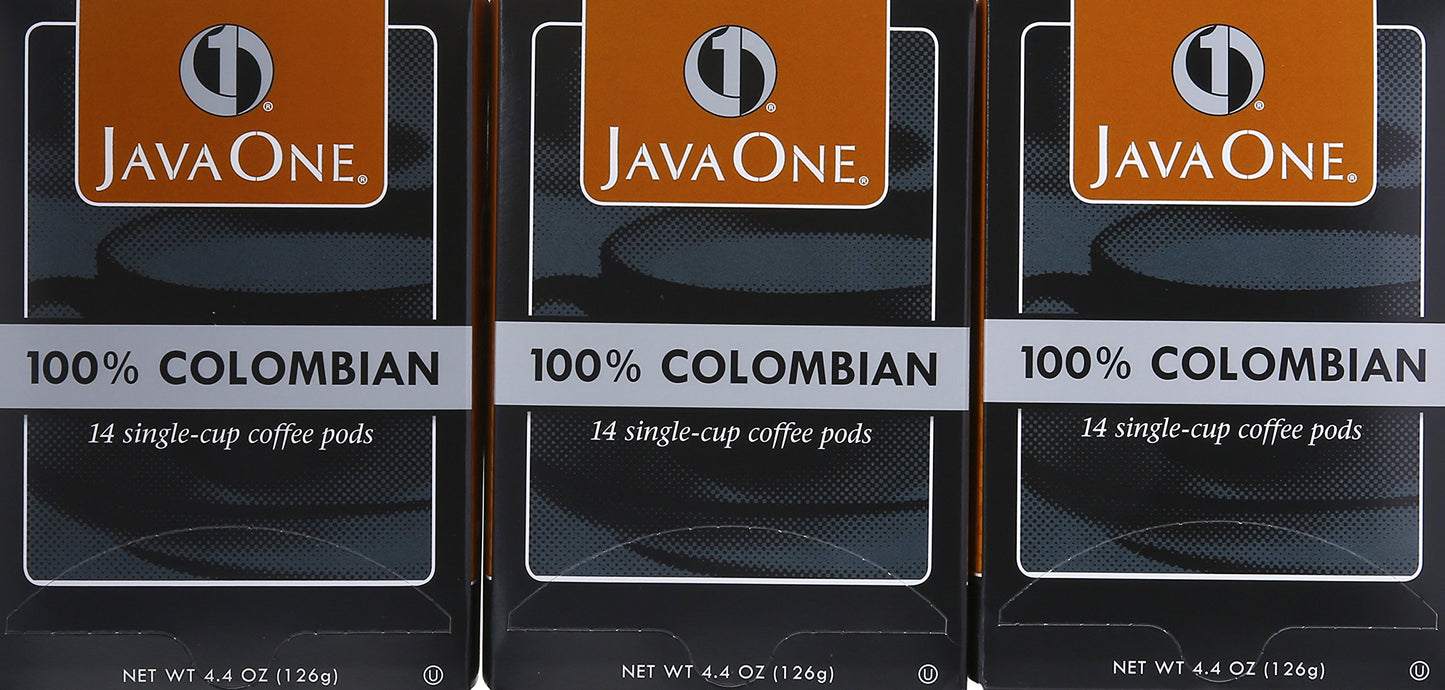 1
®
JAVA ONE®
100% COLOMBIAN
14 single-cup coffee pods
NET WT 4.4 OZ (126g)
U
1
®
JAVA ONE®
100% COLOMBIAN
14 single-cup coffee pods
NET WT 4.4 OZ (126g)
U
1
®
JAVA ONE®
100% COLOMBIAN
14 single-cup coffee pods
NET WT 4.4 OZ (126g)
U